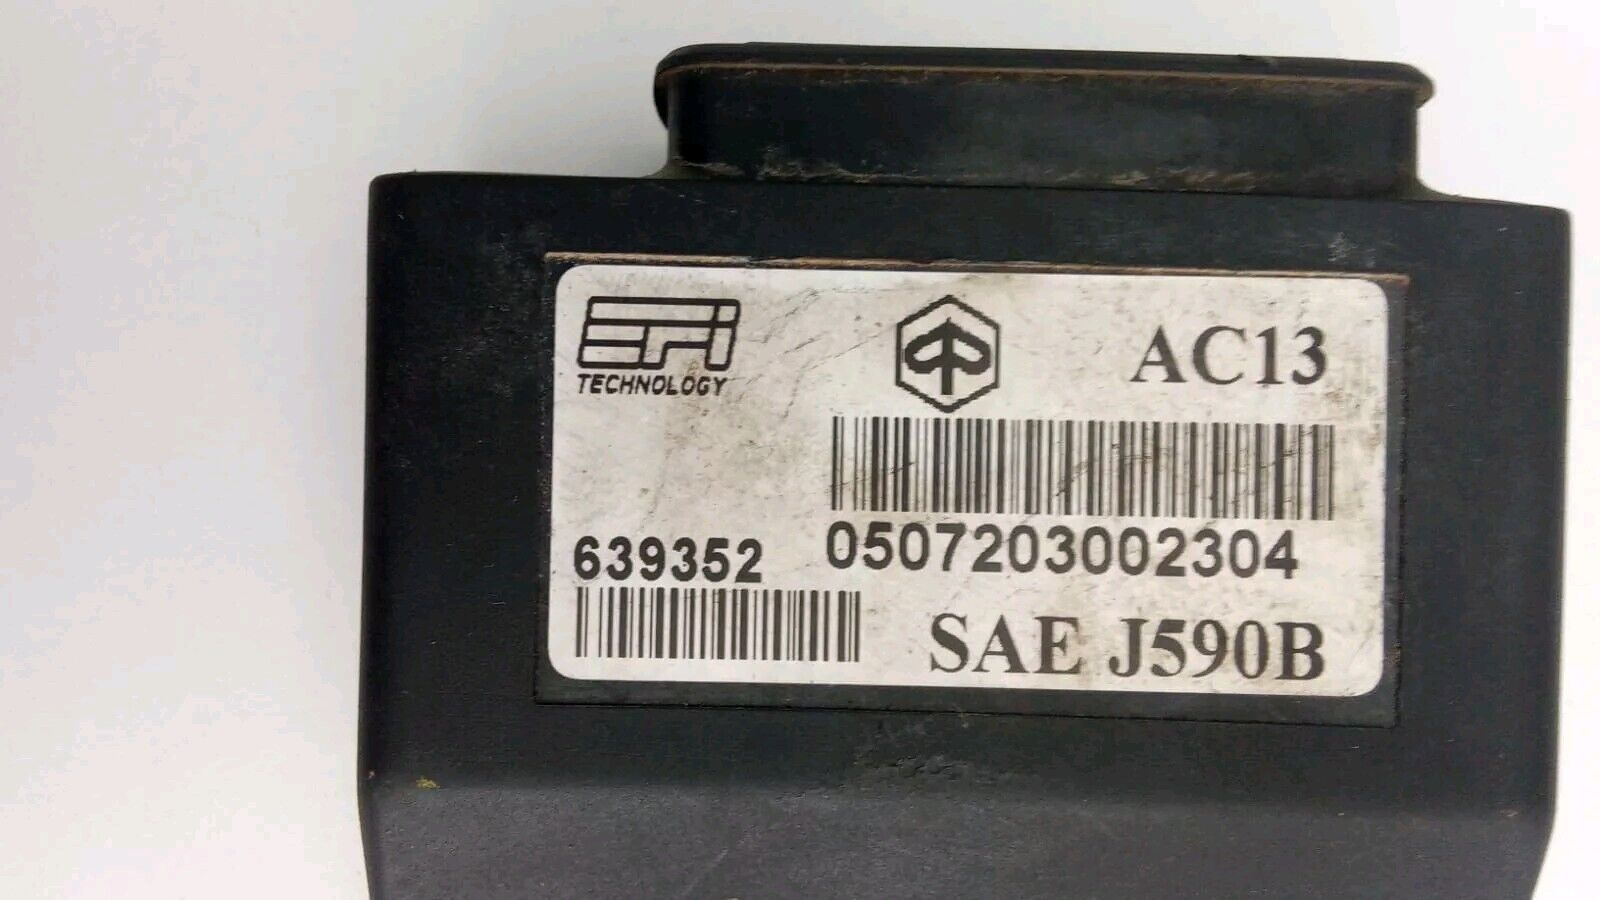 EFI
TECHNOLOGY
AC13
0507203002304
639352
SAE J590B